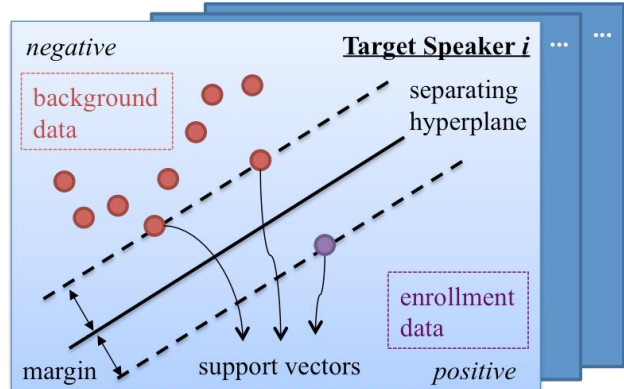 negative
Target Speaker i
...
...
background
data
separating
hyperplane
enrollment
data
margin
support vectors
positive